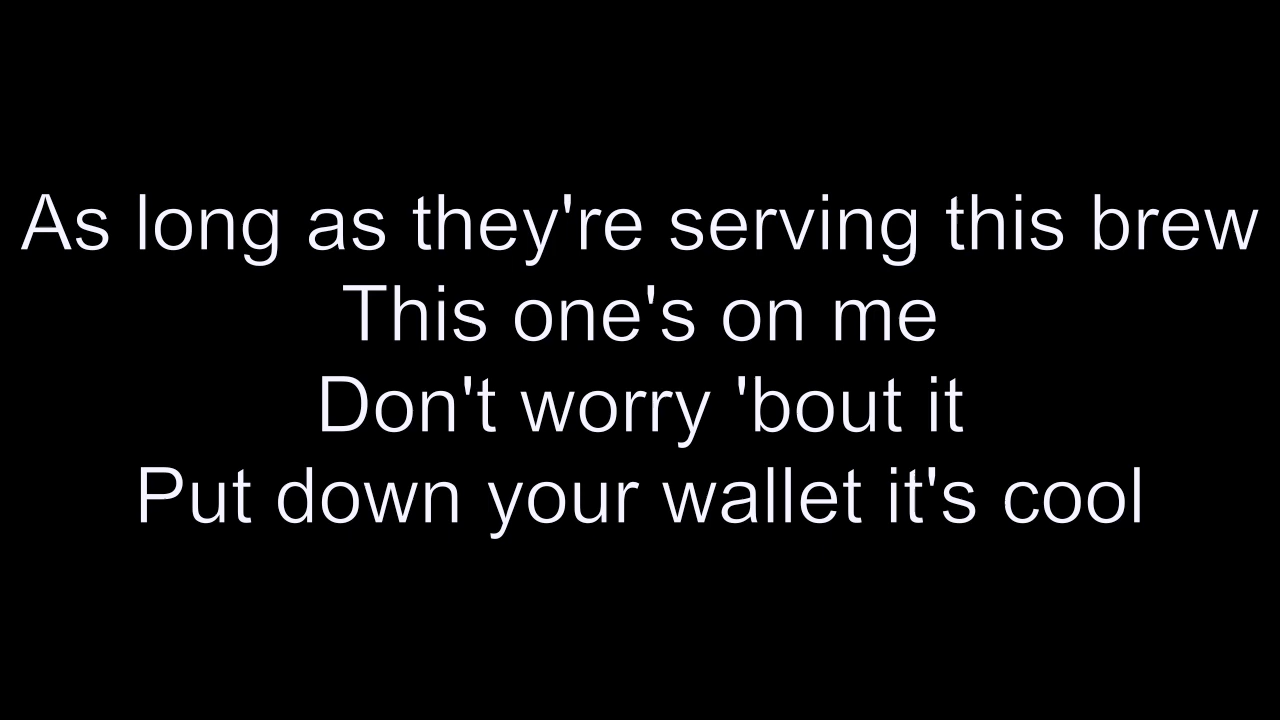 As long as they're serving this brew
This one's on me
Don't worry 'bout it
Put down your wallet it's cool